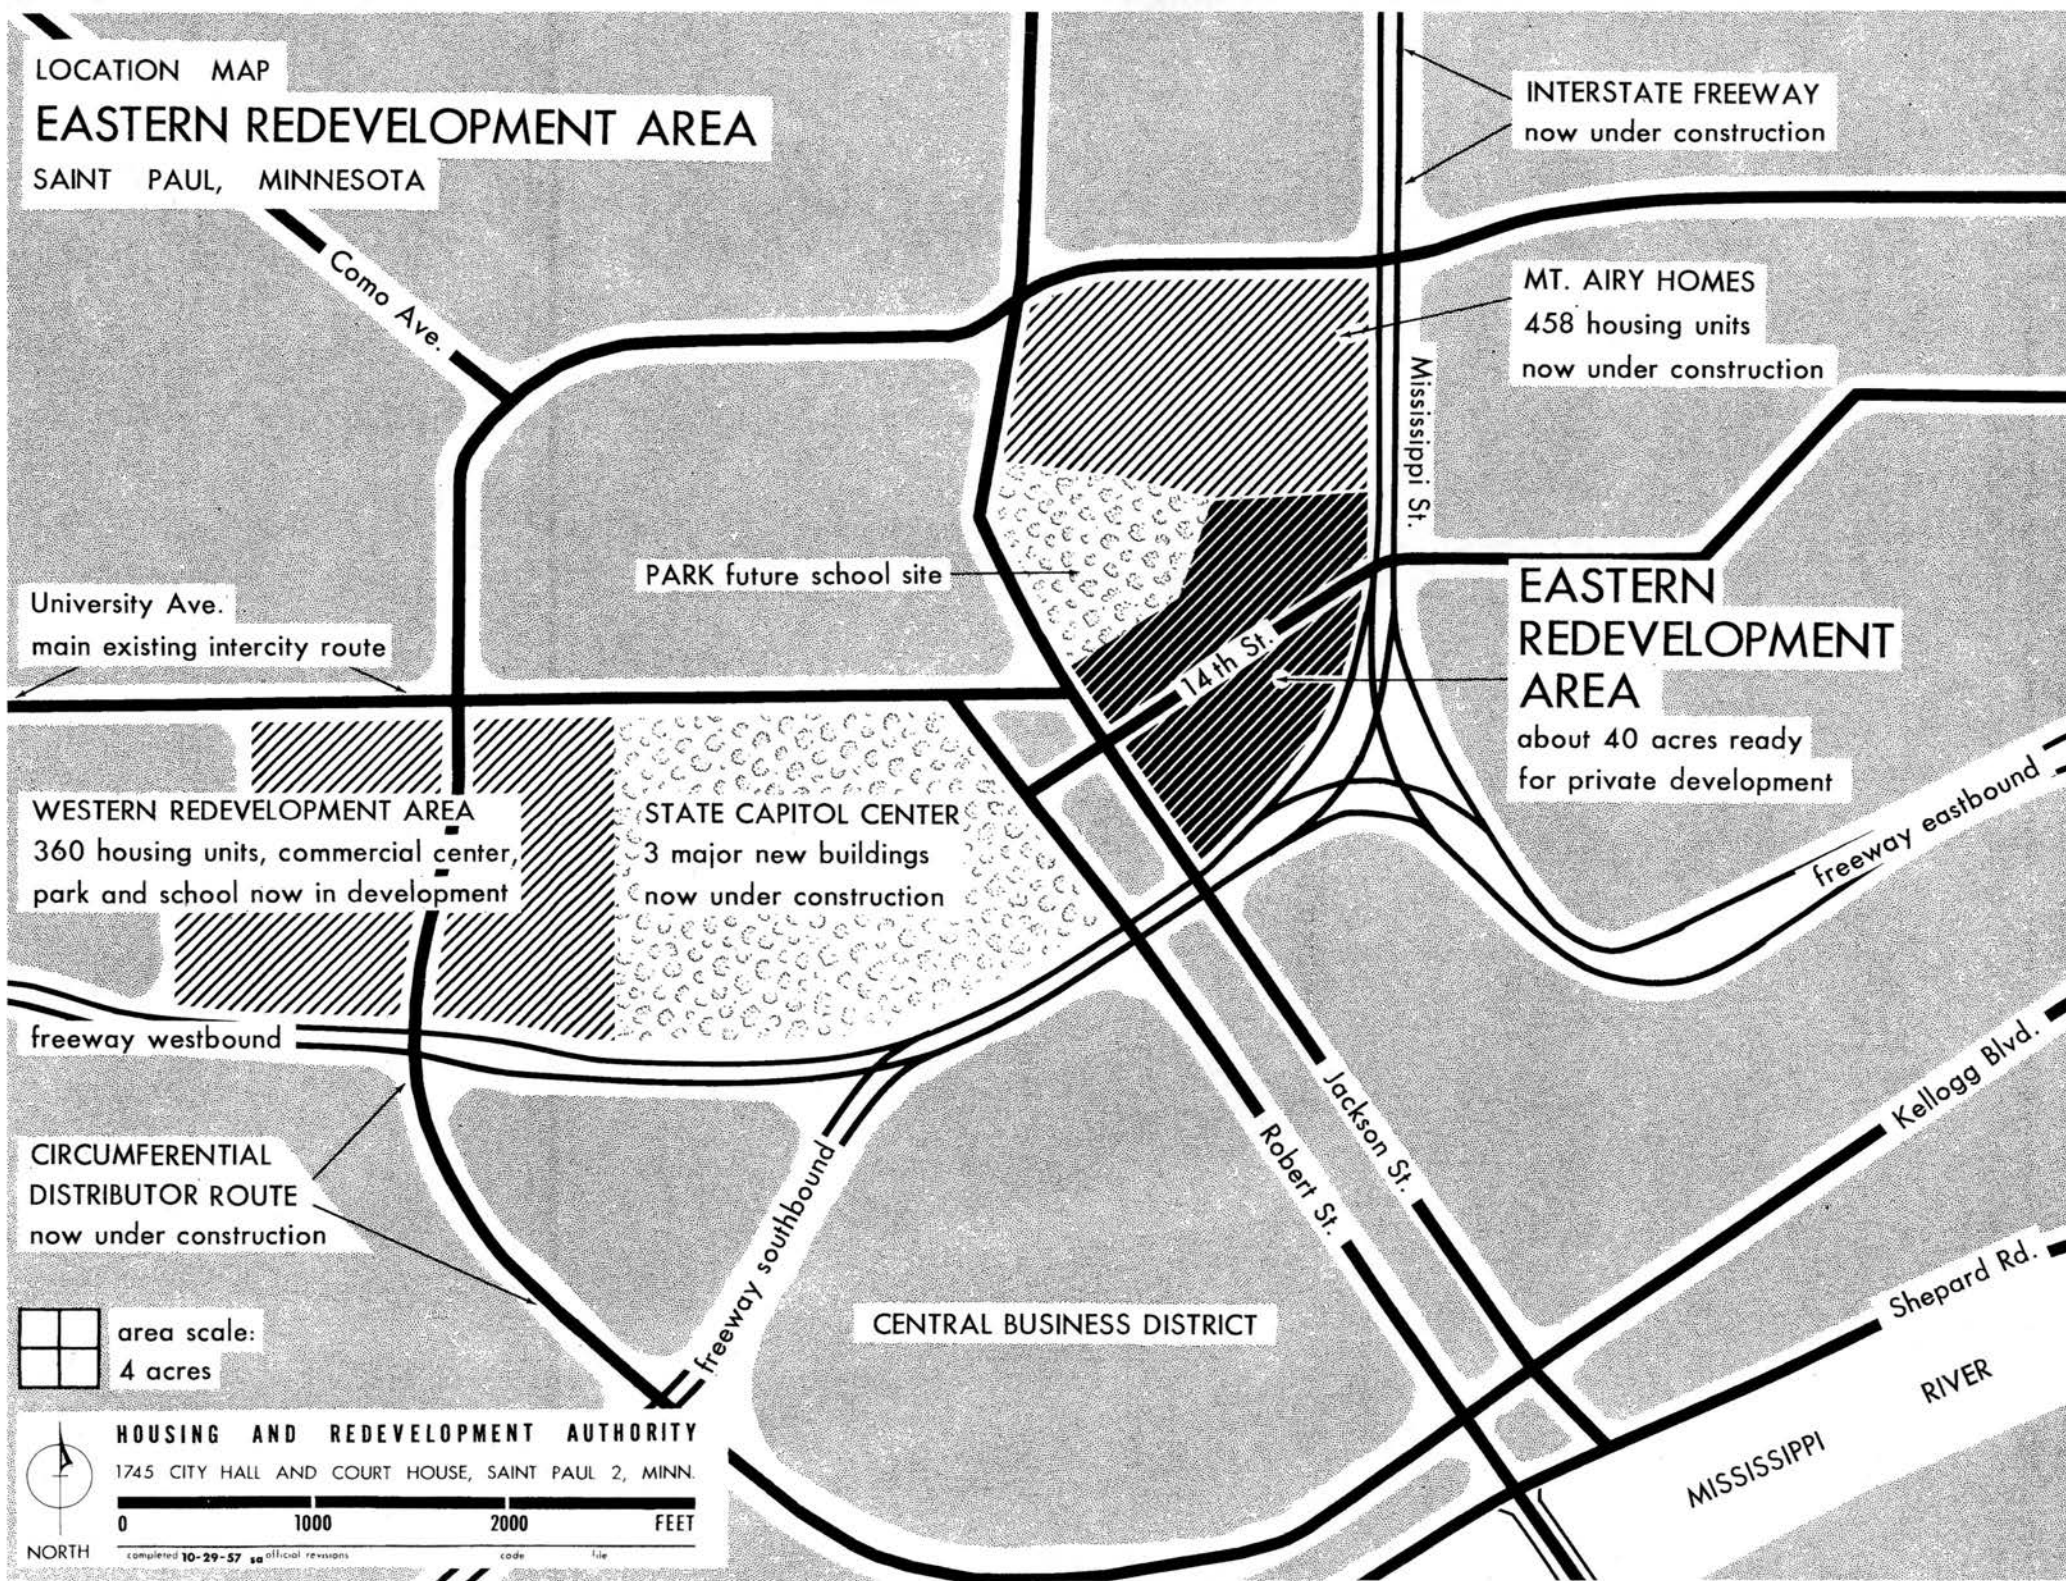 LOCATION MAP
EASTERN REDEVELOPMENT AREA
SAINT PAUL, MINNESOTA
INTERSTATE FREEWAY
now under construction
Como Ave.
MT. AIRY HOMES
458 housing units
now under construction
Mississippi St.
PARK future school site
University Ave.
main existing intercity route
14th St.
EASTERN
REDEVELOPMENT
AREA
about 40 acres ready
for private development
WESTERN REDEVELOPMENT AREA
360 housing units, commercial center,
park and school now in development
STATE CAPITOL CENTER
3 major new buildings
now under construction
freeway eastbound
freeway westbound
Kellogg Blvd.
Jackson St.
Robert St.
CIRCUMFERENTIAL
DISTRIBUTOR ROUTE
now under construction
freeway southbound
Shepard Rd.
CENTRAL BUSINESS DISTRICT
area scale:
4 acres
MISSISSIPPI RIVER
HOUSING AND REDEVELOPMENT AUTHORITY
1745 CITY HALL AND COURT HOUSE, SAINT PAUL 2, MINN.
0 1000 2000 FEET
NORTH
completed 10-29-57 sa official revisions code file